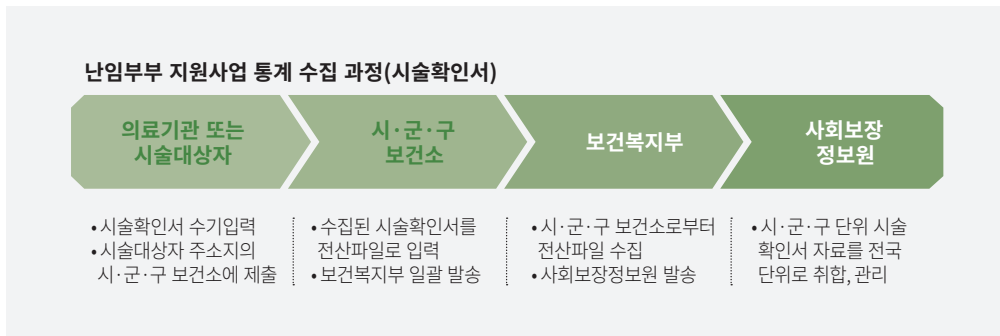 난임부부 지원사업 통계 수집 과정(시술확인서)
의료기관 또는
시술대상자
시·군·구
보건소
보건복지부
사회보장
정보원
• 시술확인서 수기입력
• 시술대상자 주소지의
시·군·구 보건소에 제출
• 수집된 시술확인서를
전산파일로 입력
• 보건복지부 일괄 발송
• 시·군·구 보건소로부터
전산파일 수집
• 사회보장정보원 발송
• 시·군·구 단위 시술
확인서 자료를 전국
단위로 취합, 관리